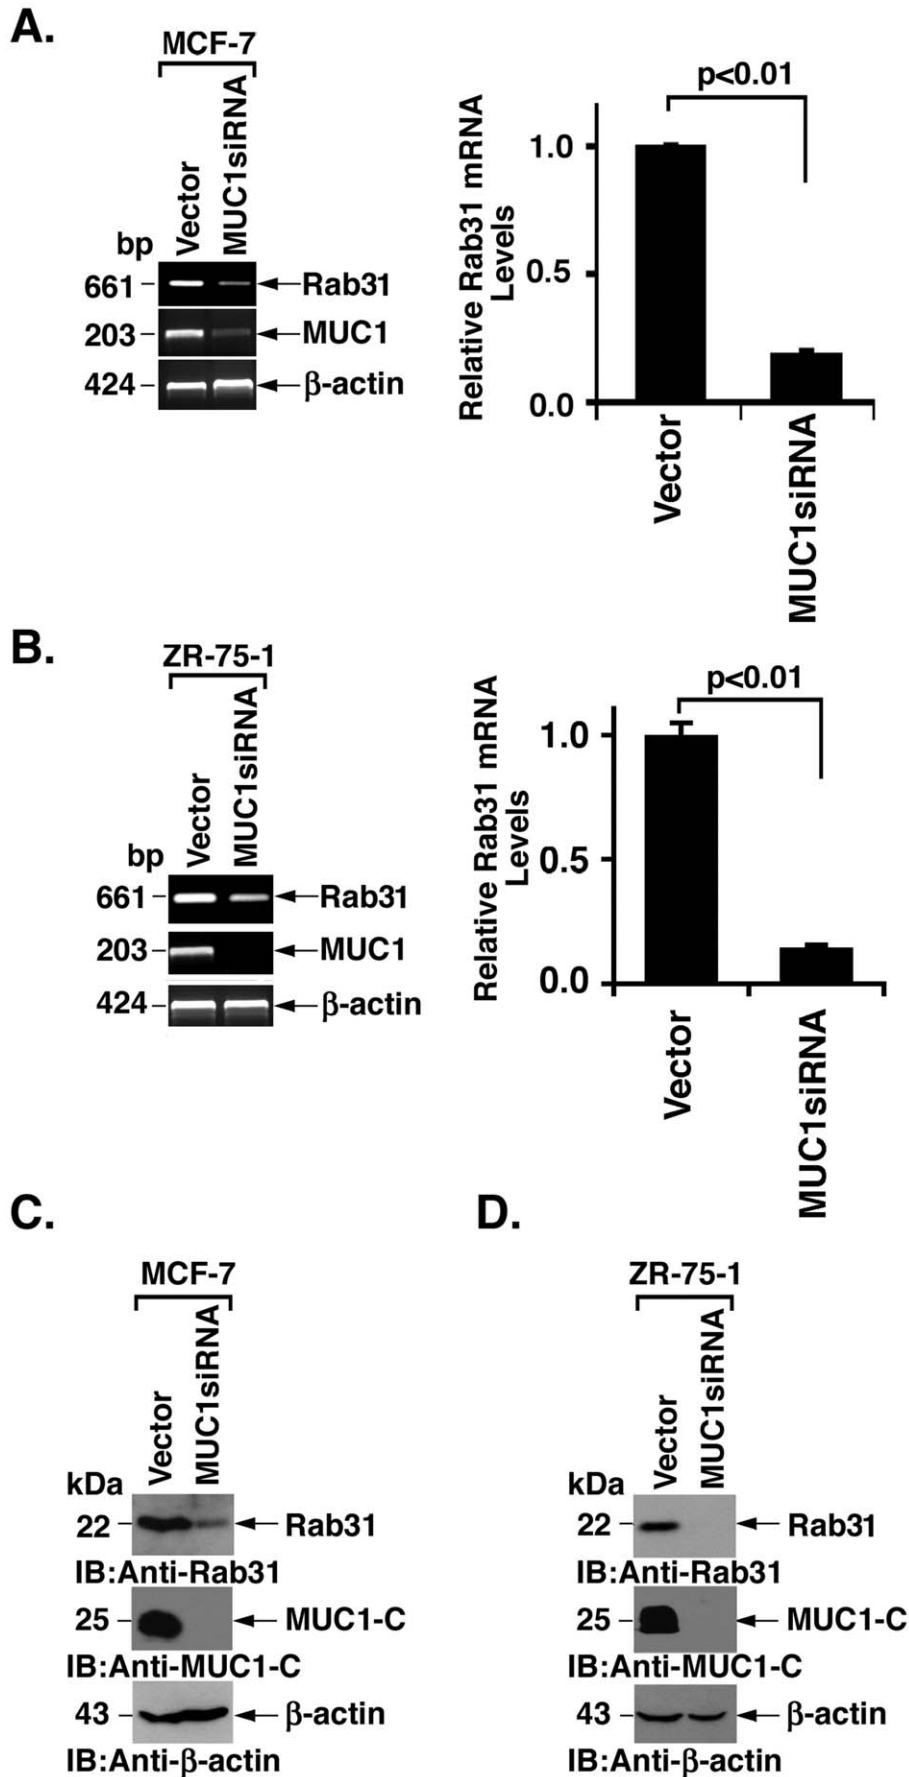 A.
MCF-7
Vector
MUC1siRNA
bp
661
Rab31
203
MUC1
424
β-actin
p<0.01
Relative Rab31 mRNA
Levels
1.0
0.5
0.0
Vector
MUC1siRNA
B.
ZR-75-1
Vector
MUC1siRNA
bp
661
Rab31
203
MUC1
424
β-actin
p<0.01
Relative Rab31 mRNA
Levels
1.0
0.5
0.0
Vector
MUC1siRNA
C.
MCF-7
Vector
MUC1siRNA
kDa
22
Rab31
IB:Anti-Rab31
25
MUC1-C
IB:Anti-MUC1-C
43
β-actin
IB:Anti-β-actin
D.
ZR-75-1
Vector
MUC1siRNA
kDa
22
Rab31
IB:Anti-Rab31
25
MUC1-C
IB:Anti-MUC1-C
43
β-actin
IB:Anti-β-actin